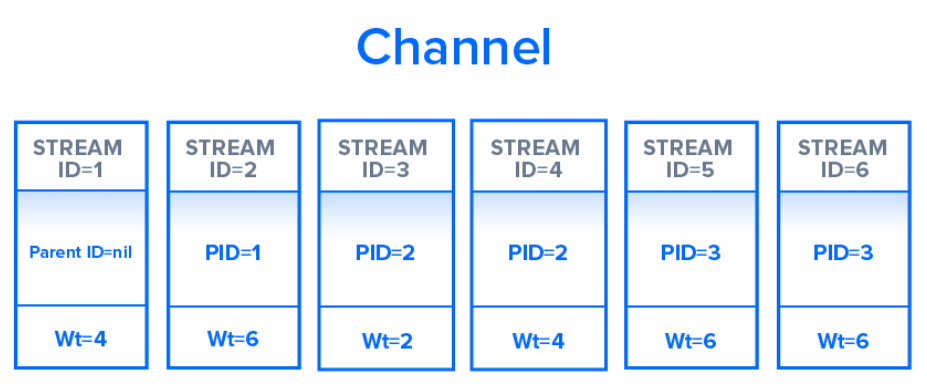 Channel
STREAM
ID=1
Parent ID=nil
Wt=4
STREAM
ID=2
PID=1
Wt=6
STREAM
ID=3
PID=2
Wt=2
STREAM
ID=4
PID=2
Wt=4
STREAM
ID=5
PID=3
Wt=6
STREAM
ID=6
PID=3
Wt=6